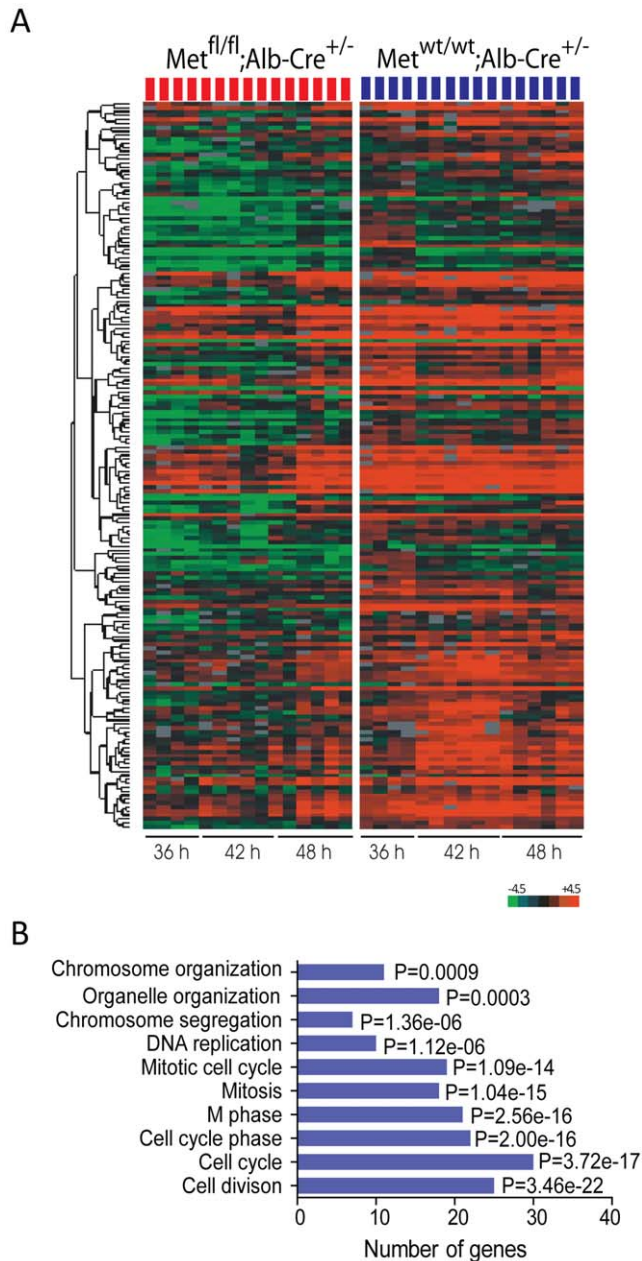 A
Met^fl/fl;Alb-Cre^+/- Met^wt/wt;Alb-Cre^+/-
36 h 42 h 48 h 36 h 42 h 48 h
-4.5 +4.5
B
Chromosome organization P=0.0009
Organelle organization P=0.0003
Chromosome segregation P=1.36e-06
DNA replication P=1.12e-06
Mitotic cell cycle P=1.09e-14
Mitosis P=1.04e-15
M phase P=2.56e-16
Cell cycle phase P=2.00e-16
Cell cycle P=3.72e-17
Cell divison P=3.46e-22
0 10 20 30 40
Number of genes